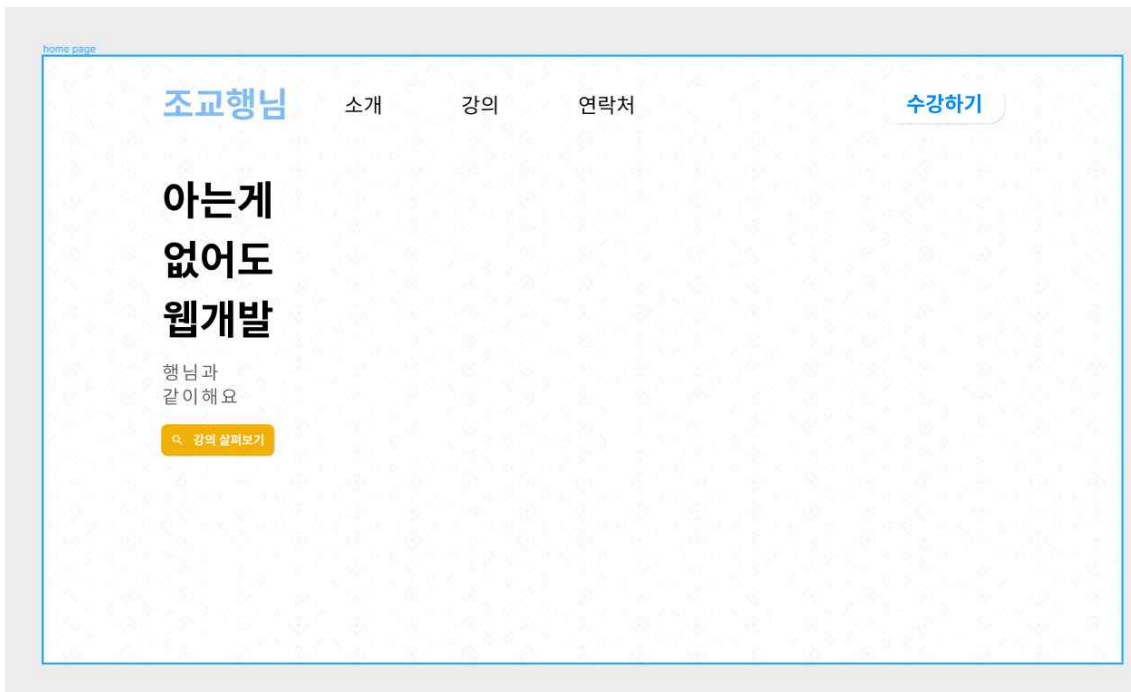 home page
조교행님 소개 강의 연락처 수강하기
아는게
없어도
웹개발
행님과
같이해요
강의 살펴보기